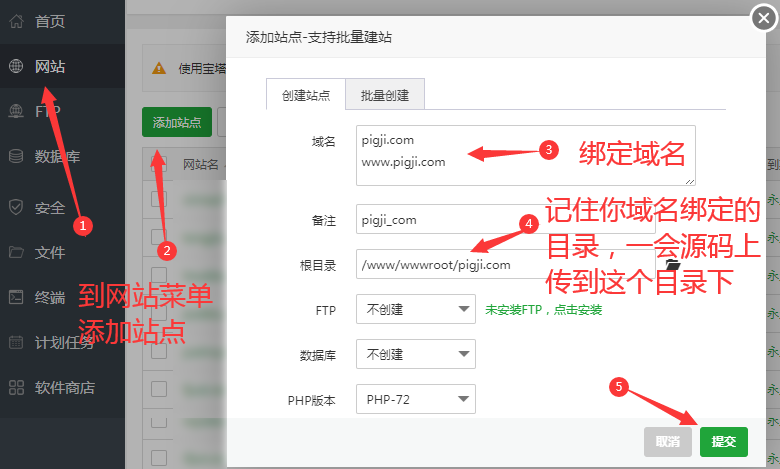 首页
网站
FTP
数据库
安全
文件
终端
计划任务
软件商店
1
使用宝塔
添加站点
网站名
2
到网站菜单
添加站点
添加站点-支持批量建站
创建站点
批量创建
域名
pigji.com
www.pigji.com
3
绑定域名
备注
pigji_com
4
记住你域名绑定的
目录，一会源码上
传到这个目录下
根目录
/www/wwwroot/pigji.com
FTP
不创建
未安装FTP，点击安装
数据库
不创建
PHP版本
PHP-72
5
取消
提交